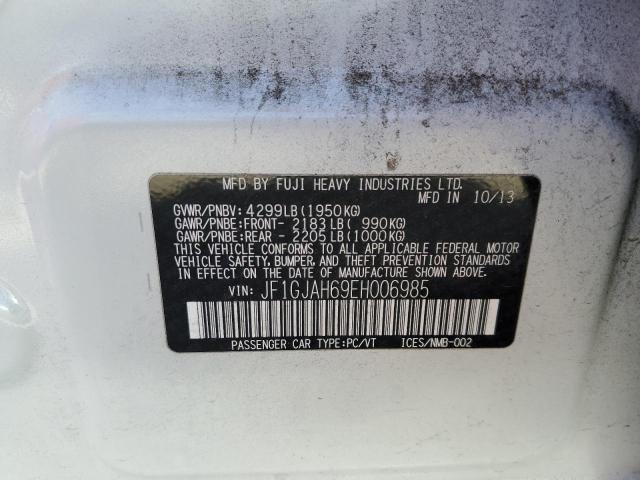 MFD BY FUJI HEAVY INDUSTRIES LTD.
MFD IN 10/13
GVWR/PNBV: 4299LB(1950KG)
GAWR/PNBE:FRONT- 2183LB( 990KG)
GAWR/PNBE:REAR - 2205LB(1000KG)
THIS VEHICLE CONFORMS TO ALL APPLICABLE FEDERAL MOTOR
VEHICLE SAFETY, BUMPER, AND THEFT PREVENTION STANDARDS
IN EFFECT ON THE DATE OF MANUFACTURE SHOWN ABOVE.
VIN: JF1GJAH69EH006985
PASSENGER CAR TYPE:PC/VT ICES/NMB-002